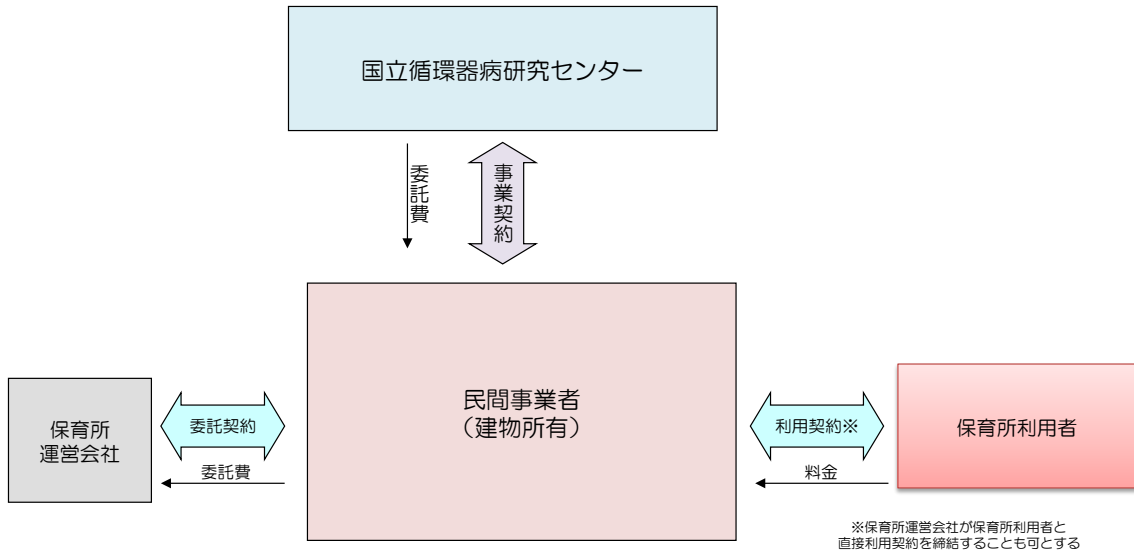 国立循環器病研究センター
委託費
事業契約
民間事業者
（建物所有）
保育所
運営会社
委託契約
委託費
利用契約※
料金
保育所利用者
※保育所運営会社が保育所利用者と
直接利用契約を締結することも可とする